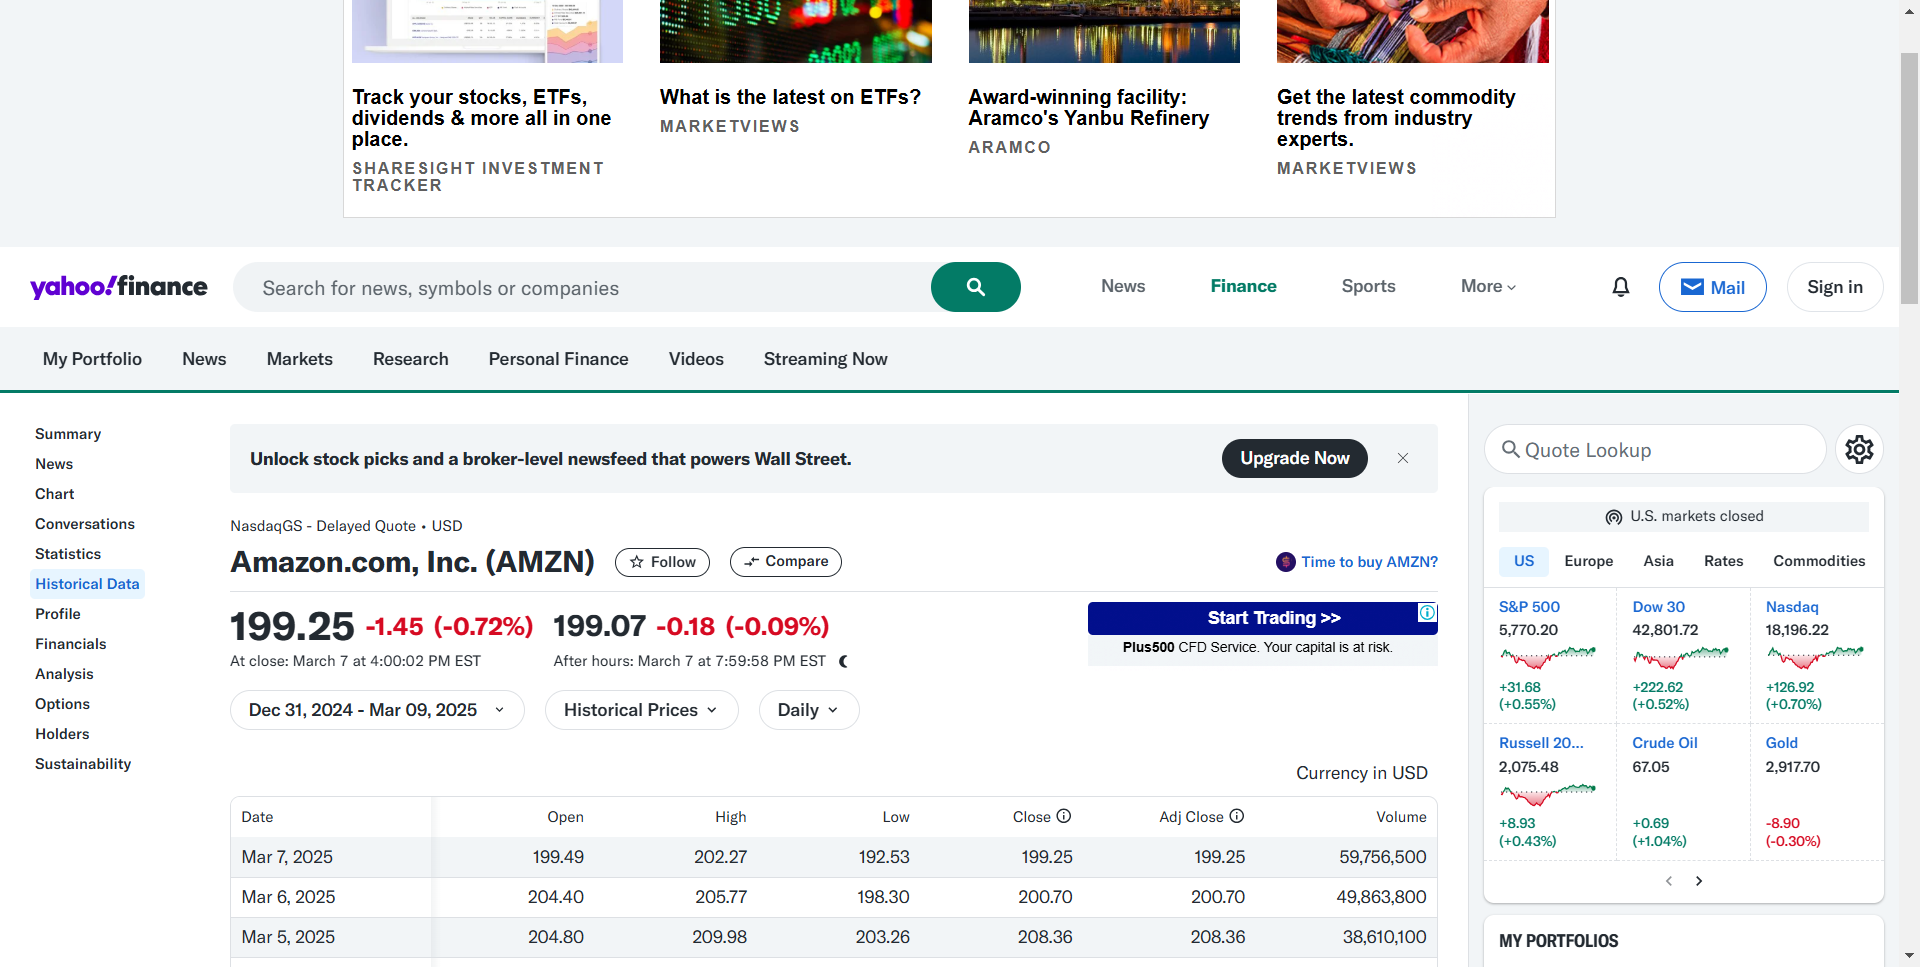 Track your stocks, ETFs,
dividends & more all in one
place.
SHARESIGHT INVESTMENT
TRACKER
What is the latest on ETFs?
MARKETVIEWS
Award-winning facility:
Aramco's Yanbu Refinery
ARAMCO
Get the latest commodity
trends from industry
experts.
MARKETVIEWS
yahoo!finance
Search for news, symbols or companies
News
Finance
Sports
More
Mail
Sign in
My Portfolio
News
Markets
Research
Personal Finance
Videos
Streaming Now
Summary
News
Chart
Conversations
Statistics
Historical Data
Profile
Financials
Analysis
Options
Holders
Sustainability
Unlock stock picks and a broker-level newsfeed that powers Wall Street.
Upgrade Now
NasdaqGS - Delayed Quote • USD
Amazon.com, Inc. (AMZN)
Follow
Compare
Time to buy AMZN?
199.25 -1.45 (-0.72%)
At close: March 7 at 4:00:02 PM EST
199.07 -0.18 (-0.09%)
After hours: March 7 at 7:59:58 PM EST
Start Trading >>
Plus500 CFD Service. Your capital is at risk.
Dec 31, 2024 - Mar 09, 2025
Historical Prices
Daily
Currency in USD
Date Open High Low Close Adj Close Volume
Mar 7, 2025 199.49 202.27 192.53 199.25 199.25 59,756,500
Mar 6, 2025 204.40 205.77 198.30 200.70 200.70 49,863,800
Mar 5, 2025 204.80 209.98 203.26 208.36 208.36 38,610,100
Quote Lookup
U.S. markets closed
US
Europe
Asia
Rates
Commodities
S&P 500
5,770.20
+31.68
(+0.55%)
Dow 30
42,801.72
+222.62
(+0.52%)
Nasdaq
18,196.22
+126.92
(+0.70%)
Russell 20...
2,075.48
+8.93
(+0.43%)
Crude Oil
67.05
+0.69
(+1.04%)
Gold
2,917.70
-8.90
(-0.30%)
MY PORTFOLIOS